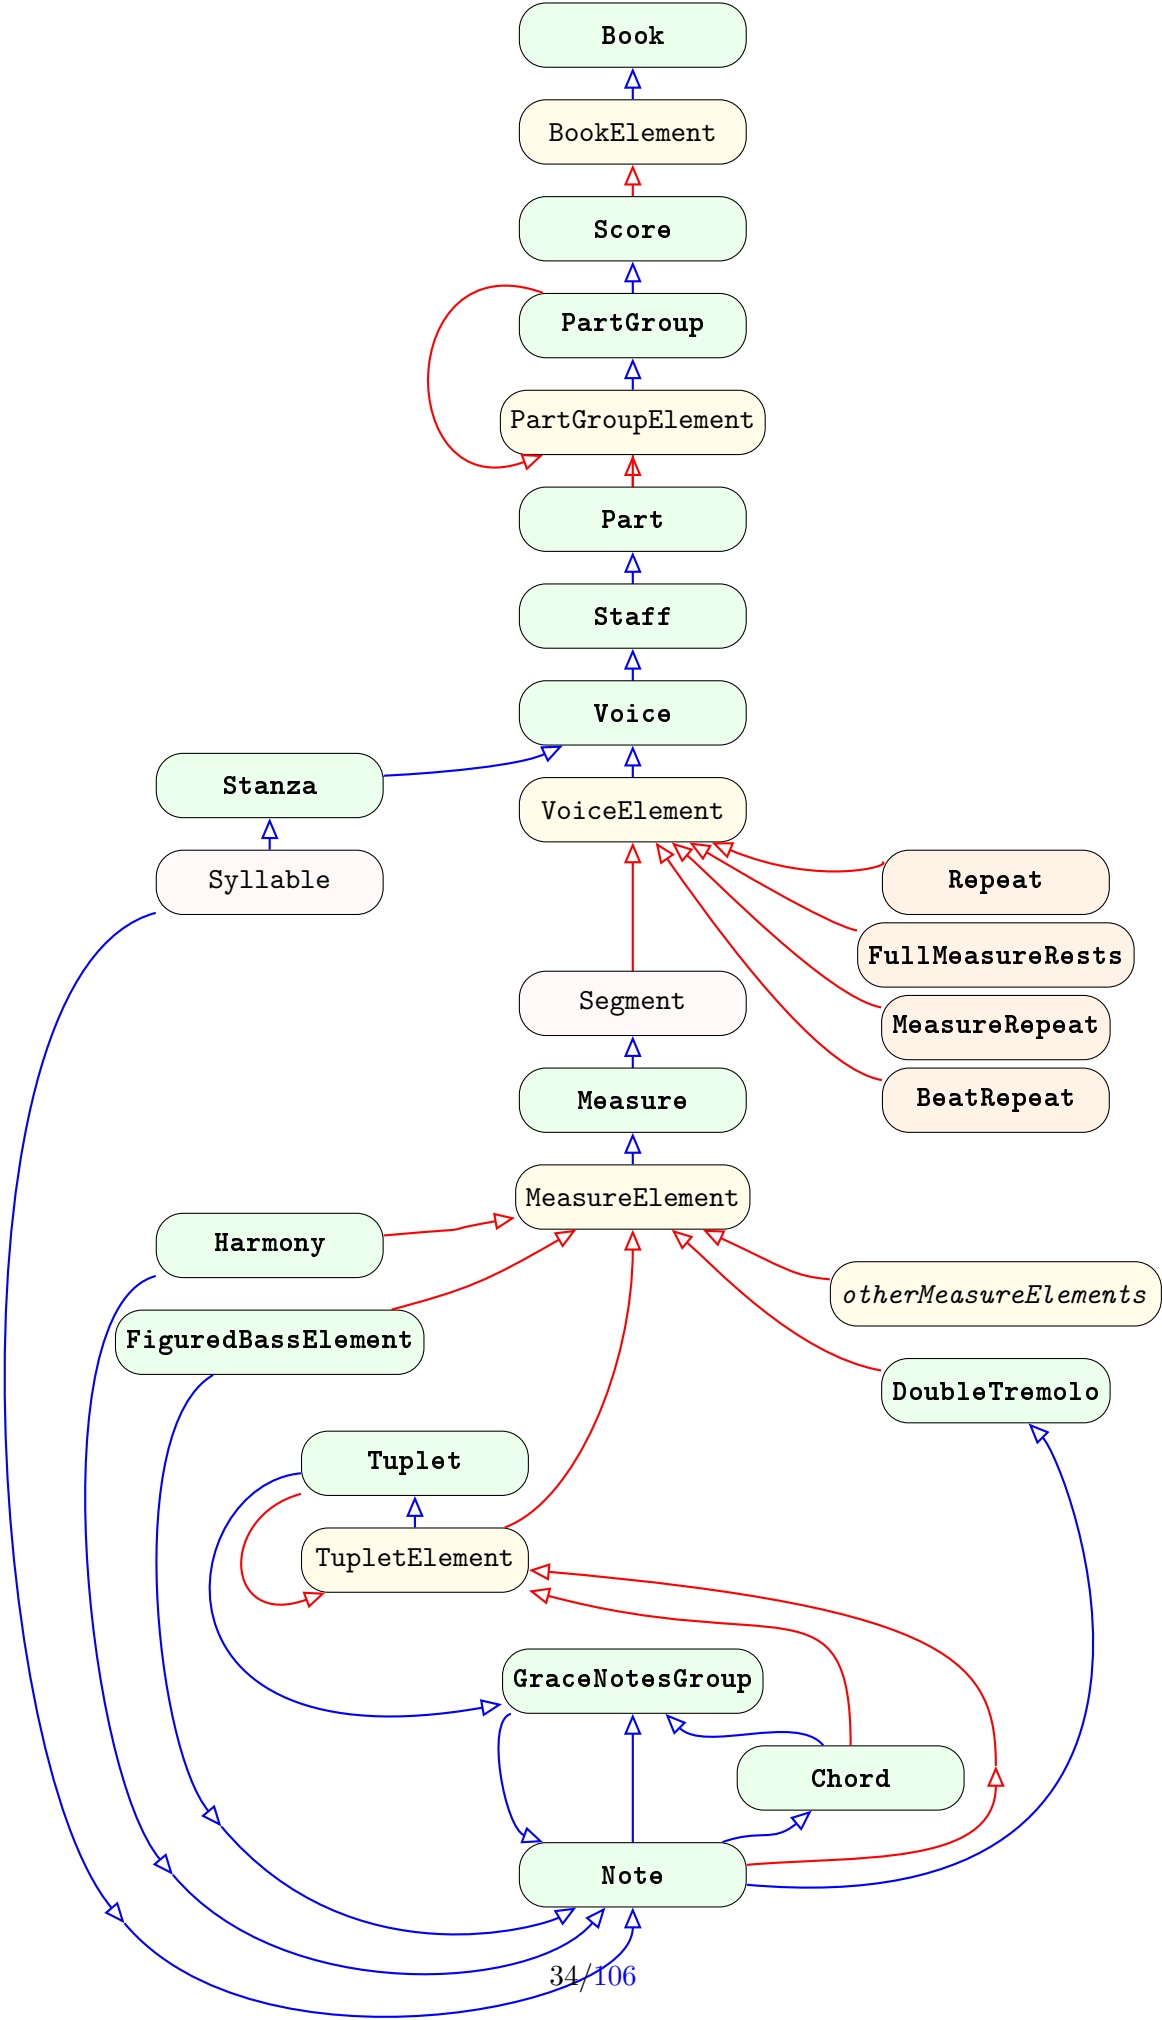 Book
BookElement
Score
PartGroup
PartGroupElement
Part
Staff
Voice
Stanza
VoiceElement
Syllable
Repeat
FullMeasureRests
Segment
MeasureRepeat
BeatRepeat
Measure
MeasureElement
Harmony
otherMeasureElements
FiguredBassElement
DoubleTremolo
Tuplet
TupletElement
GraceNotesGroup
Chord
Note
34/106